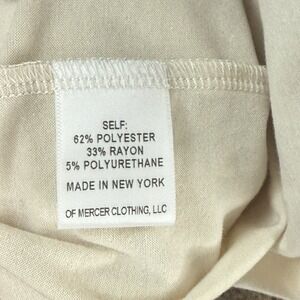 SELF:
62% POLYESTER
33% RAYON
5% POLYURETHANE
MADE IN NEW YORK
OF MERCER CLOTHING, LLC